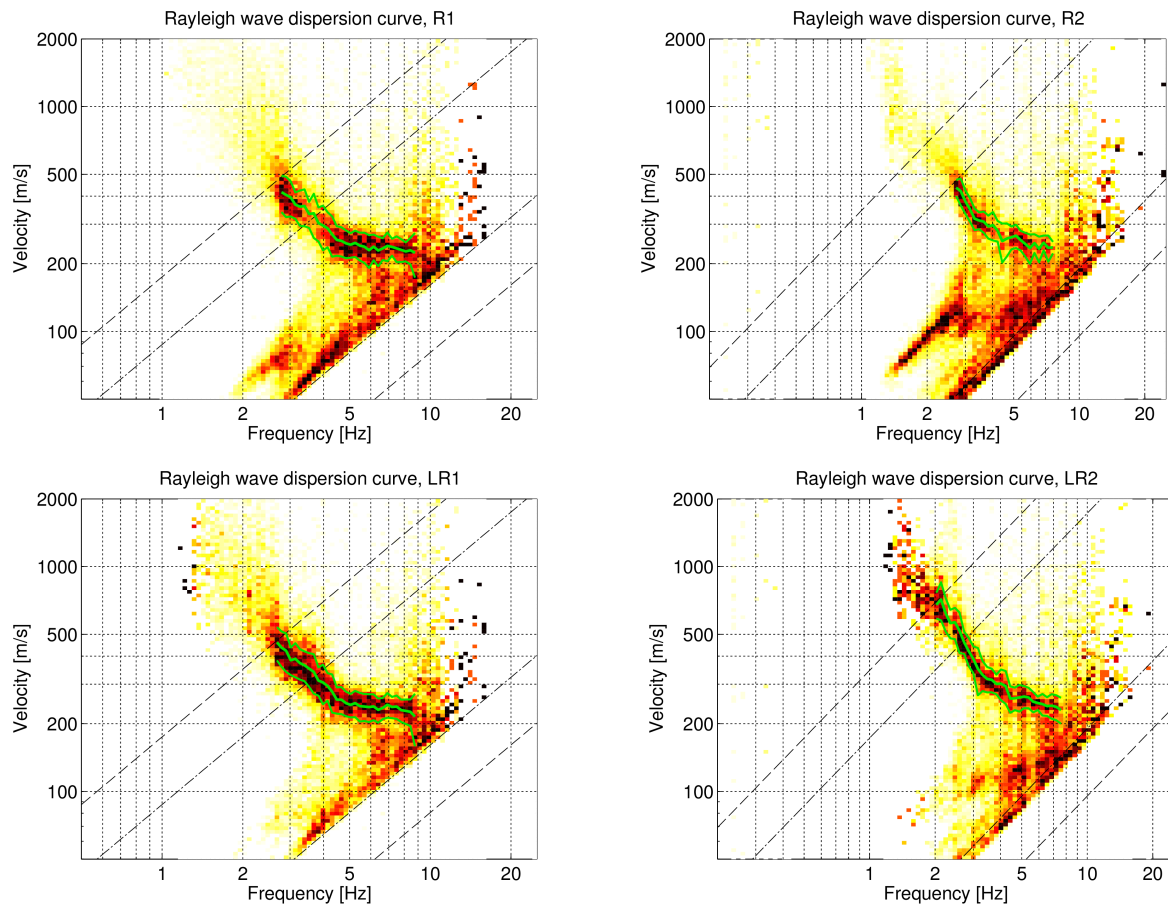 Rayleigh wave dispersion curve, R1
2000
1000
500
200
100
Velocity [m/s]
1 2 5 10 20
Frequency [Hz]
Rayleigh wave dispersion curve, R2
2000
1000
500
200
100
Velocity [m/s]
1 2 5 10 20
Frequency [Hz]
Rayleigh wave dispersion curve, LR1
2000
1000
500
200
100
Velocity [m/s]
1 2 5 10 20
Frequency [Hz]
Rayleigh wave dispersion curve, LR2
2000
1000
500
200
100
Velocity [m/s]
1 2 5 10 20
Frequency [Hz]